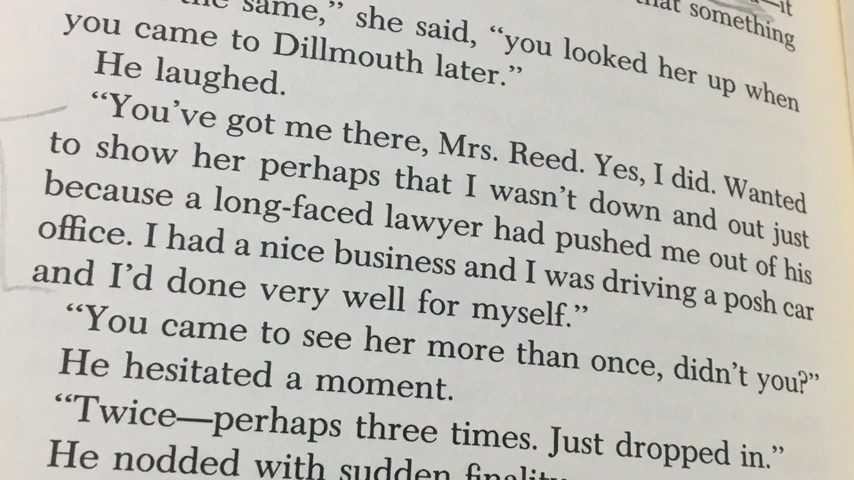 same," she said, "you looked her up when
that something
it
you came to Dillmouth later."
He laughed.
"You've got me there, Mrs. Reed. Yes, I did. Wanted
to show her perhaps that I wasn't down and out just
because a long-faced lawyer had pushed me out of his
office. I had a nice business and I was driving a posh car
and I'd done very well for myself."
"You came to see her more than once, didn't you?"
He hesitated a moment.
"Twice—perhaps three times. Just dropped in."
He nodded with sudden finality